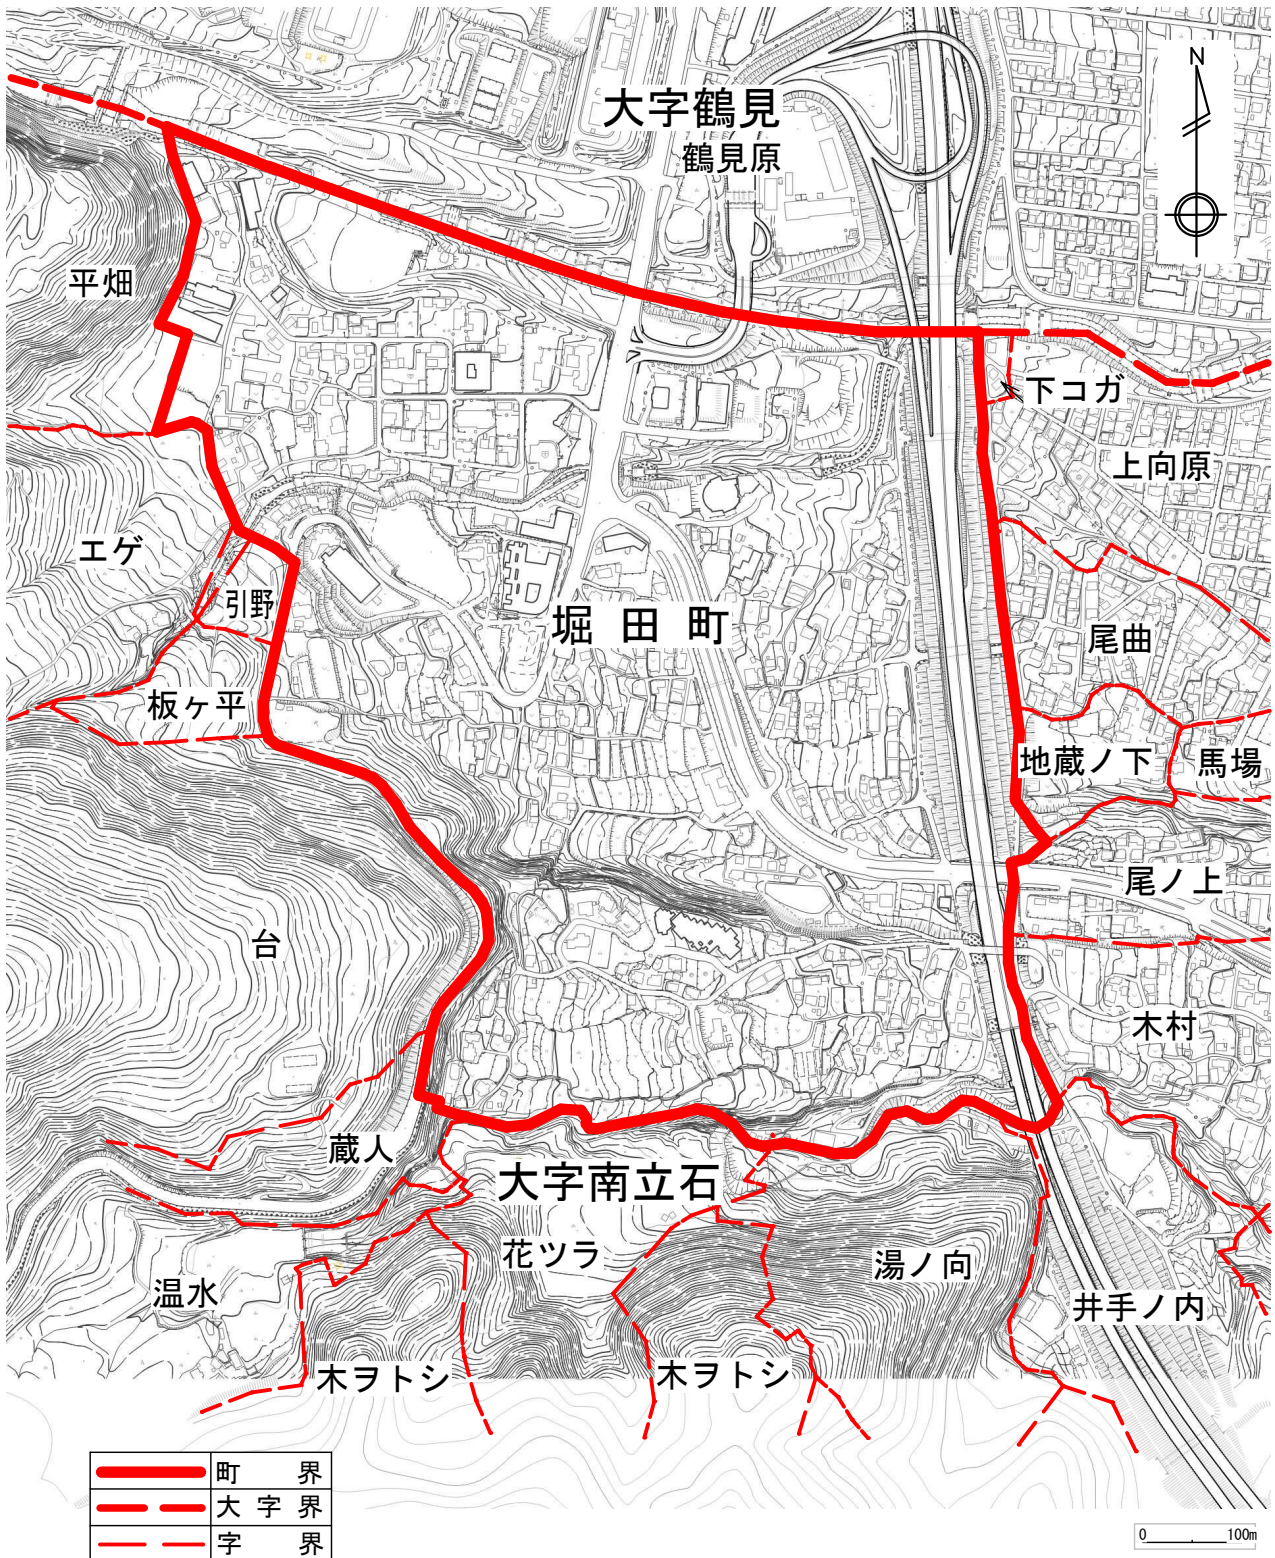 N
大字鶴見
鶴見原
平畑
下コガ
上向原
エゲ
引野
堀田町
尾曲
板ヶ平
地蔵ノ下
馬場
尾ノ上
台
木村
蔵人
大字南立石
花ツラ
湯ノ向
温水
井手ノ内
木ヲトシ
木ヲトシ
町界
大字界
字界
0 100m